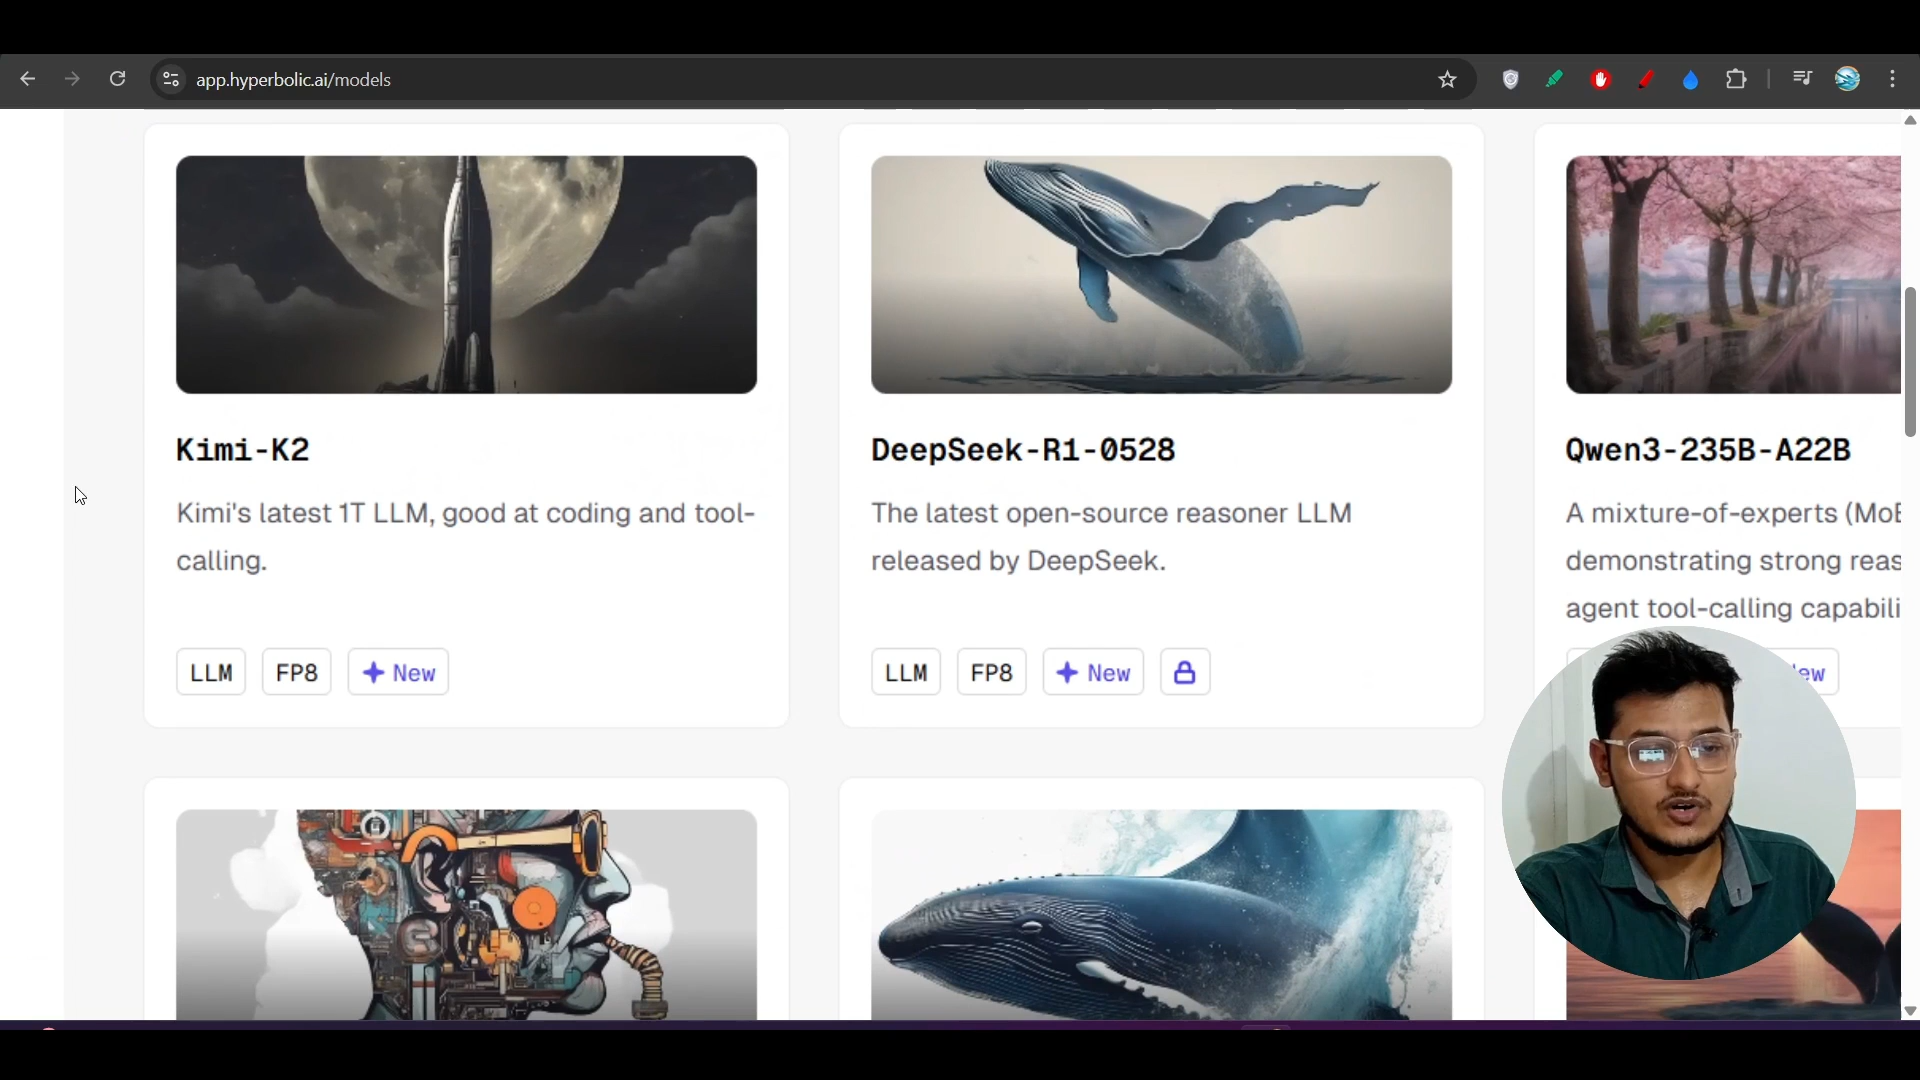 app.hyperbolic.ai/models
Kimi-K2
Kimi's latest 1T LLM, good at coding and tool-
calling.
LLM FP8 New
DeepSeek-R1-0528
The latest open-source reasoner LLM
released by DeepSeek.
LLM FP8 New
Qwen3-235B-A22B
A mixture-of-experts (MoE
demonstrating strong reas
agent tool-calling capabili
ew